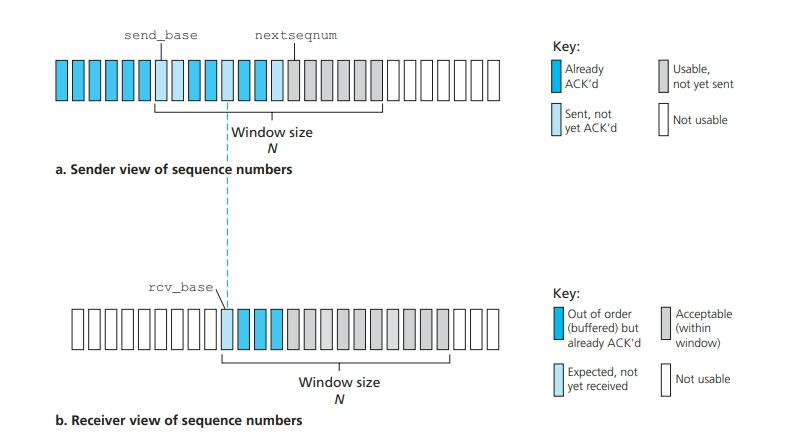 send_base
nextseqnum
Key:
Already
ACK’d
Usable,
not yet sent
Sent, not
yet ACK’d
Not usable
Window size
N
a. Sender view of sequence numbers
rcv_base
Key:
Out of order
(buffered) but
already ACK’d
Acceptable
(within
window)
Expected, not
yet received
Not usable
Window size
N
b. Receiver view of sequence numbers